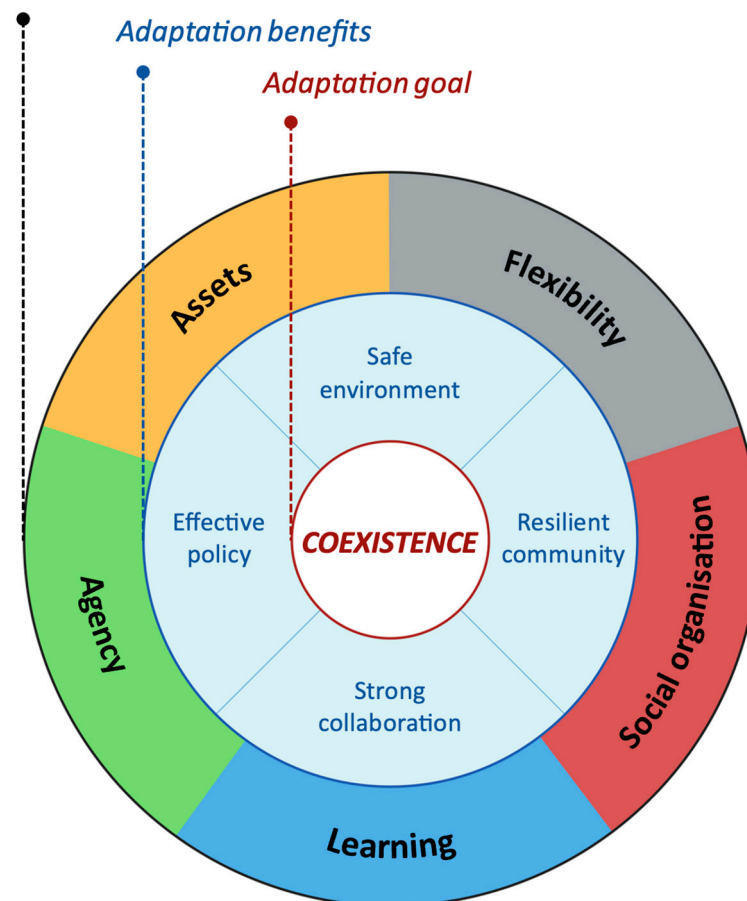 Adaptation benefits
Adaptation goal
Assets
Flexibility
Safe
environment
Effective
policy
COEXISTENCE
Resilient
community
Agency
Social organisation
Strong
collaboration
Learning